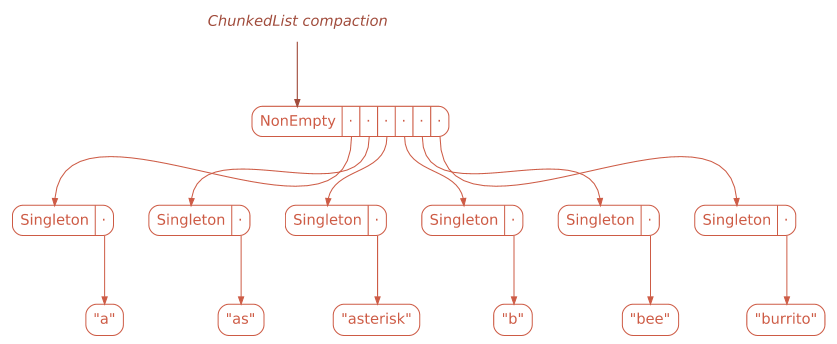 ChunkedList compaction
NonEmpty · · · · · ·
Singleton · Singleton · Singleton · Singleton · Singleton · Singleton ·
"a" "as" "asterisk" "b" "bee" "burrito"